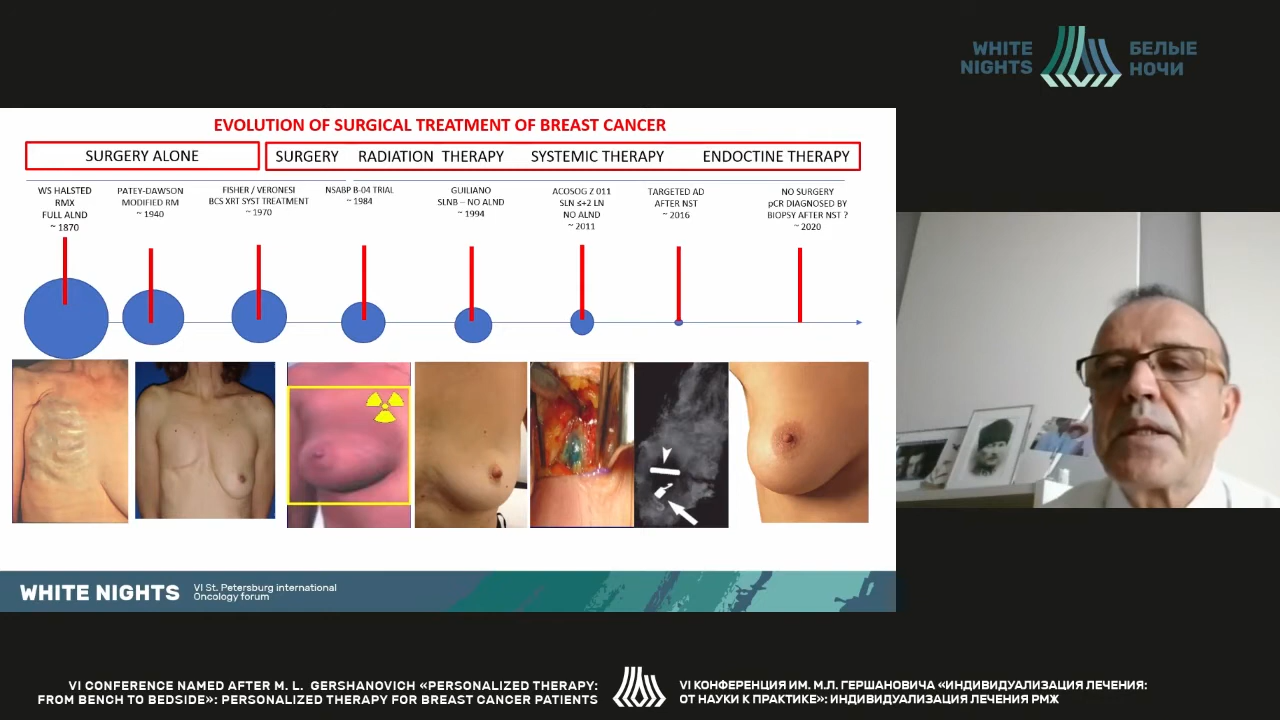 WHITE
NIGHTS
БЕЛЫЕ
НОЧИ
EVOLUTION OF SURGICAL TREATMENT OF BREAST CANCER
SURGERY ALONE
SURGERY RADIATION THERAPY SYSTEMIC THERAPY ENDOCTINE THERAPY
WS HALSTED
RMX
FULL ALND
~ 1870
PATEY-DAWSON
MODIFIED RM
~ 1940
FISHER / VERONESI
BCS XRT SYST TREATMENT
~ 1970
NSABP B-04 TRIAL
~ 1984
GUILIANO
SLNB – NO ALND
~ 1994
ACOSOG Z 011
SLN ≤+2 LN
NO ALND
~ 2011
TARGETED AD
AFTER NST
~ 2016
NO SURGERY
pCR DIAGNOSED BY
BIOPSY AFTER NST ?
~ 2020
WHITE NIGHTS
VI St. Petersburg international
Oncology forum
VI CONFERENCE NAMED AFTER M. L. GERSHANOVICH «PERSONALIZED THERAPY:
FROM BENCH TO BEDSIDE»: PERSONALIZED THERAPY FOR BREAST CANCER PATIENTS
VI КОНФЕРЕНЦИЯ ИМ. М.Л. ГЕРШАНОВИЧА «ИНДИВИДУАЛИЗАЦИЯ ЛЕЧЕНИЯ:
ОТ НАУКИ К ПРАКТИКЕ»: ИНДИВИДУАЛИЗАЦИЯ ЛЕЧЕНИЯ РМЖ